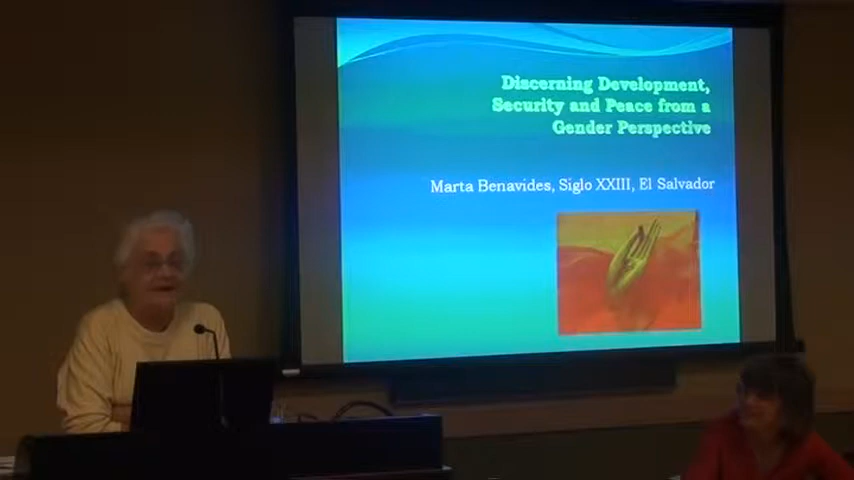 Discerning Development,
Security and Peace from a
Gender Perspective
Marta Benavides, Siglo XXIII, El Salvador